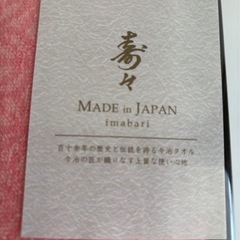 寿々
MADE in JAPAN
imabari
百十余年の歴史と伝統を誇る今治タオル
今治の匠が織りなす上質な使い心地